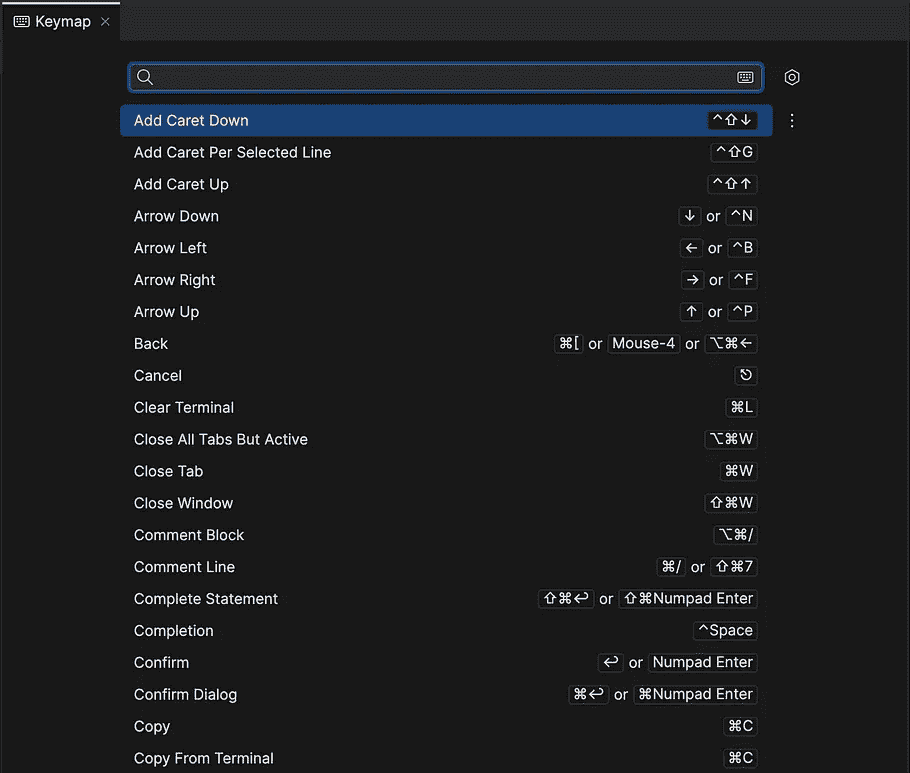 Keymap
Add Caret Down ^⇧↓
Add Caret Per Selected Line ^⇧G
Add Caret Up ^⇧↑
Arrow Down ↓ or ^N
Arrow Left ← or ^B
Arrow Right → or ^F
Arrow Up ↑ or ^P
Back ⌘[ or Mouse-4 or ⌥⌘←
Cancel ⎋
Clear Terminal ⌘L
Close All Tabs But Active ⌥⌘W
Close Tab ⌘W
Close Window ⇧⌘W
Comment Block ⌥⌘/
Comment Line ⌘/ or ⇧⌘7
Complete Statement ⇧⌘↩ or ⇧⌘Numpad Enter
Completion ^Space
Confirm ↩ or Numpad Enter
Confirm Dialog ⌘↩ or ⌘Numpad Enter
Copy ⌘C
Copy From Terminal ⌘C